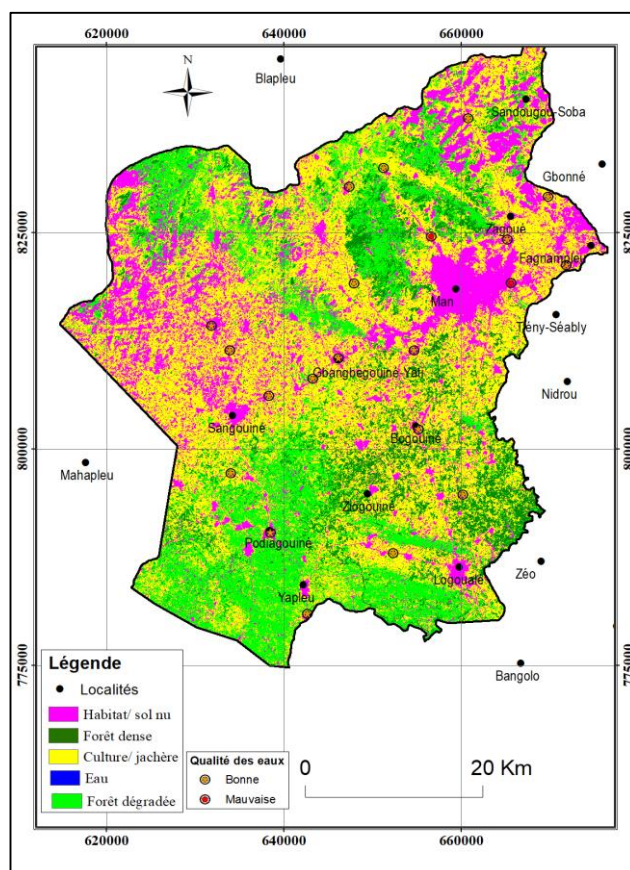 620000 640000 660000
N
Blapleu
Sandougou-Soba
Gbonné
825000
825000
Zagoué
Fagnampleu
Man
Tiény-Séably
Gbangbegouiné-Yati
Nidrou
Sangouiné
Bogouiné
800000
800000
Mahapleu
Zlogouiné
Podiagouiné
Logoualé
Zéo
Yapleu
775000
775000
Bangolo
Légende
Localités
Habitat/ sol nu
Forêt dense
Culture/ jachère
Eau
Forêt dégradée
Qualité des eaux
Bonne
Mauvaise
0 20 Km
620000 640000 660000